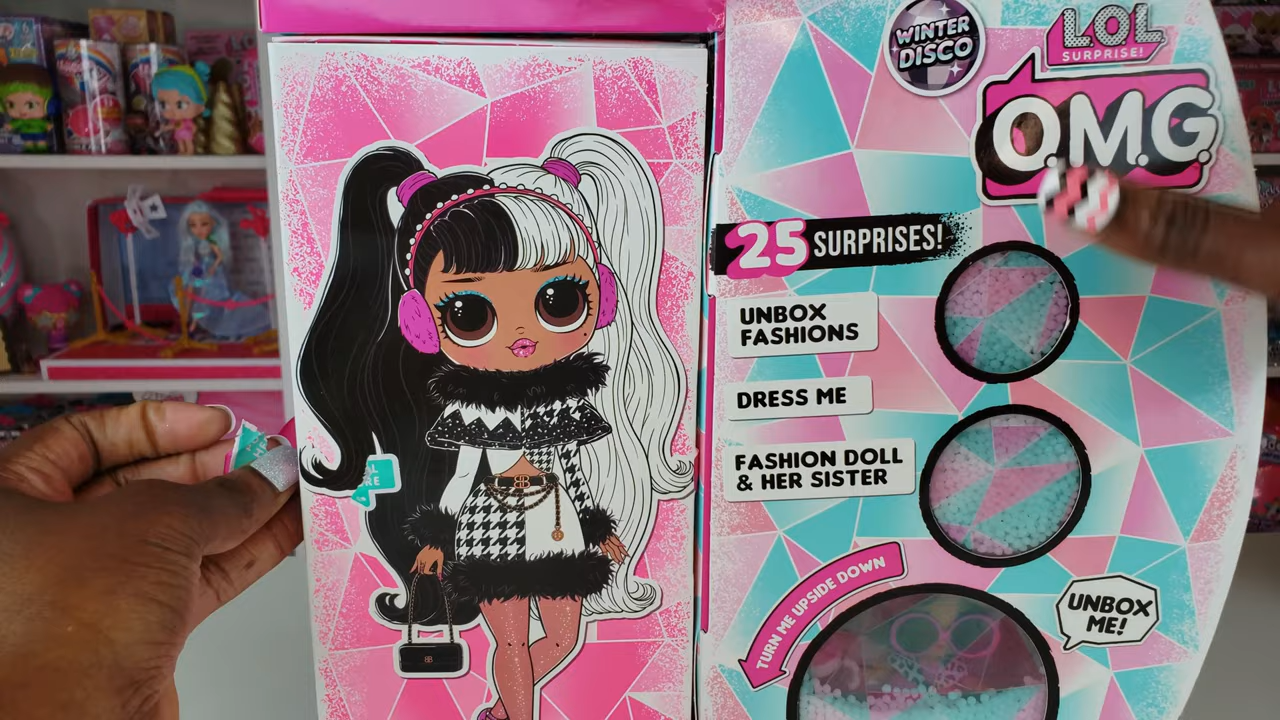 WINTER
DISCO
LOL
SURPRISE!
O.M.G.
25 SURPRISES!
UNBOX
FASHIONS
DRESS ME
FASHION DOLL
& HER SISTER
TURN ME UPSIDE DOWN
UNBOX
ME!